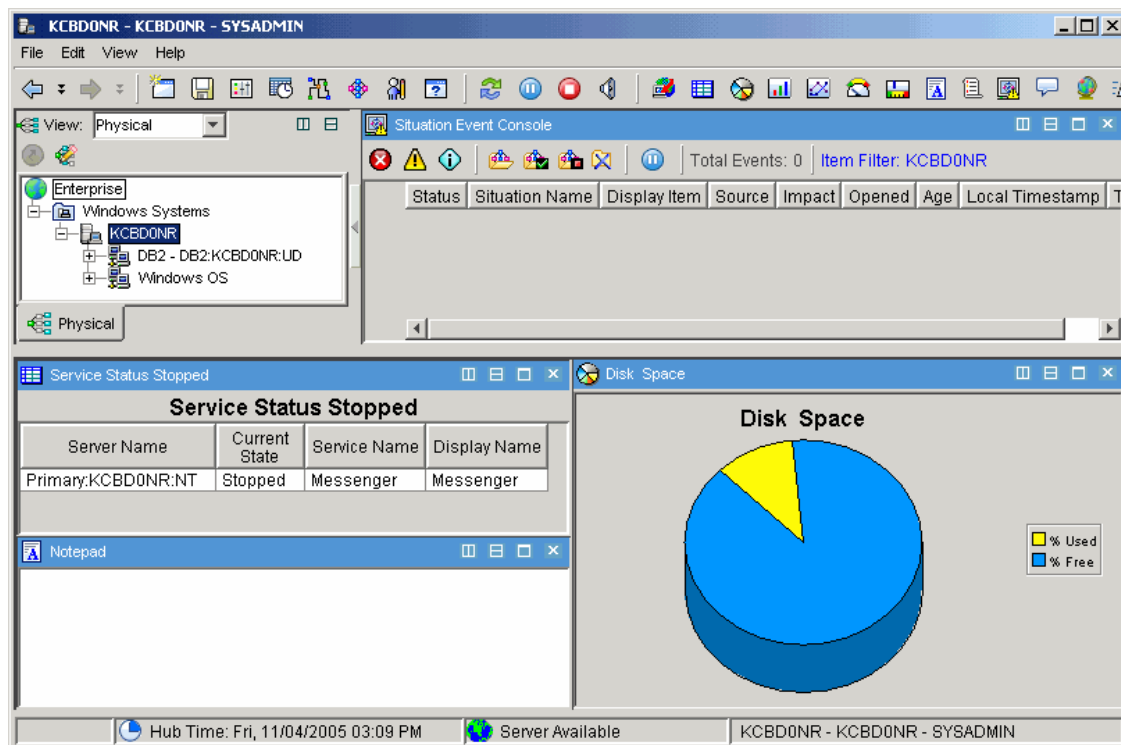 KCBD0NR - KCBD0NR - SYSADMIN
File Edit View Help
View: Physical
Enterprise
Windows Systems
KCBD0NR
DB2 - DB2:KCBD0NR:UD
Windows OS
Physical
Situation Event Console
Total Events: 0 Item Filter: KCBD0NR
Status Situation Name Display Item Source Impact Opened Age Local Timestamp T
Service Status Stopped
Service Status Stopped
Server Name Current State Service Name Display Name
Primary:KCBD0NR:NT Stopped Messenger Messenger
Notepad
Disk Space
Disk Space
% Used
% Free
Hub Time: Fri, 11/04/2005 03:09 PM Server Available KCBD0NR - KCBD0NR - SYSADMIN